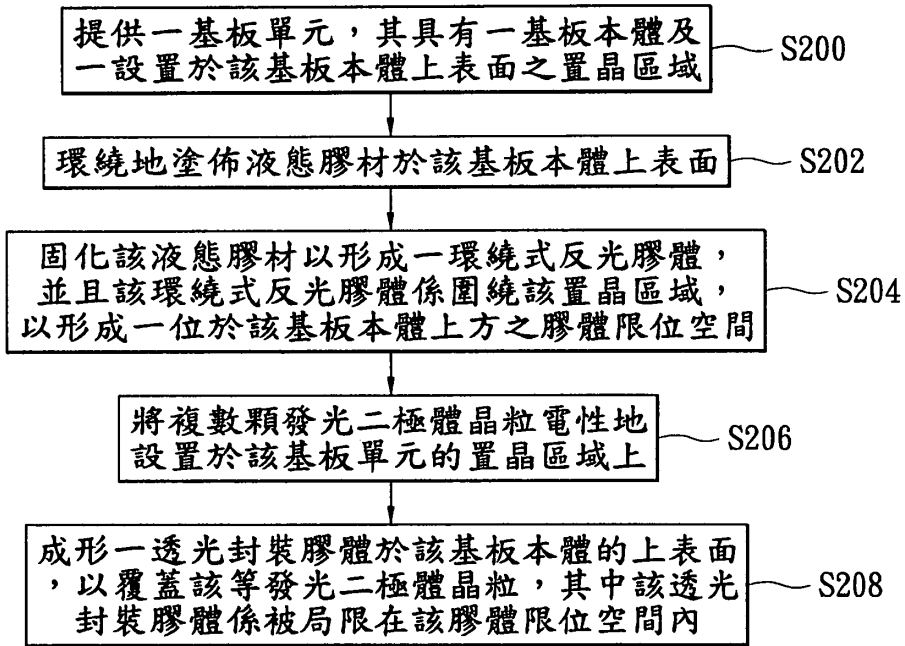 提供一基板單元，其具有一基板本體及
一設置於該基板本體上表面之置晶區域
S200
環繞地塗佈液態膠材於該基板本體上表面
S202
固化該液態膠材以形成一環繞式反光膠體，
並且該環繞式反光膠體係圍繞該置晶區域，
以形成一位於該基板本體上方之膠體限位空間
S204
將複數顆發光二極體晶粒電性地
設置於該基板單元的置晶區域上
S206
成形一透光封裝膠體於該基板本體的上表面
，以覆蓋該等發光二極體晶粒，其中該透光
封裝膠體係被局限在該膠體限位空間內
S208